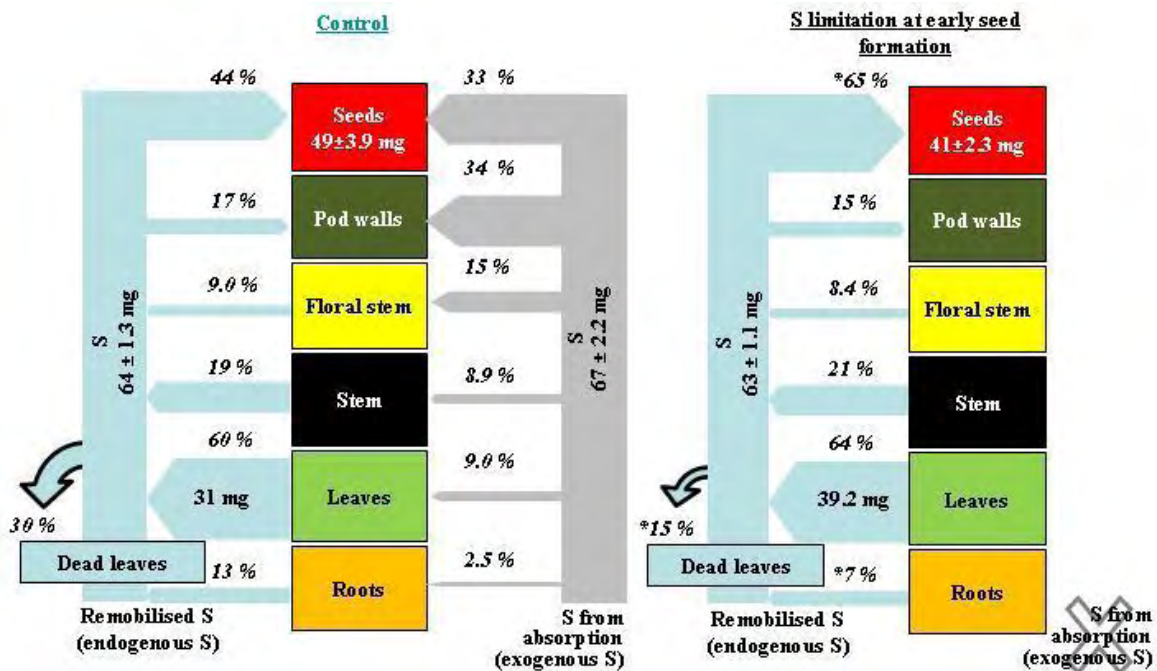 Control
44 %
33 %
Seeds
49±3.9 mg
34 %
17 %
Pod walls
15 %
9.0 %
Floral stem
S
64 ± 1.3 mg
S
67 ± 2.2 mg
19 %
8.9 %
Stem
60 %
9.0 %
31 mg
Leaves
30 %
Dead leaves
13 %
2.5 %
Roots
Remobilised S
(endogenous S)
S from
absorption
(exogenous S)
S limitation at early seed
formation
*65 %
Seeds
41±2.3 mg
15 %
Pod walls
8.4 %
Floral stem
S
63 ± 1.1 mg
21 %
Stem
64 %
39.2 mg
Leaves
*15 %
Dead leaves
*7 %
Roots
Remobilised S
(endogenous S)
S from
absorption
(exogenous S)